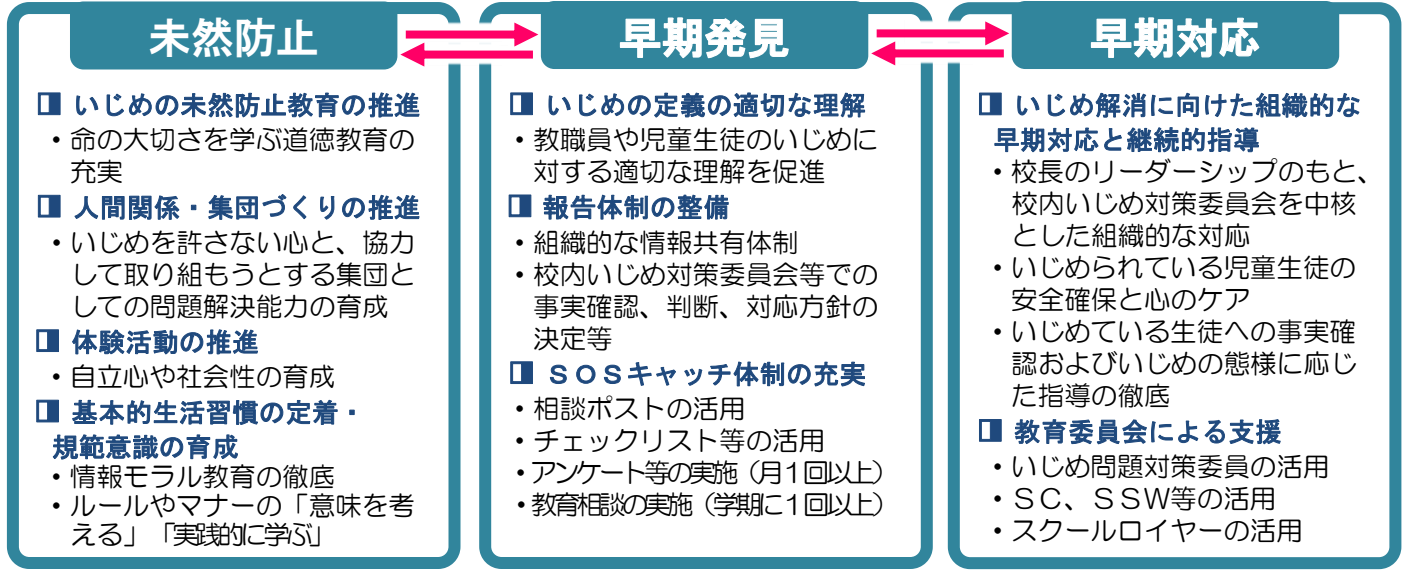 未然防止
◨ いじめの未然防止教育の推進
・命の大切さを学ぶ道徳教育の
充実
◨ 人間関係・集団づくりの推進
・いじめを許さない心と、協力
して取り組もうとする集団と
しての問題解決能力の育成
◨ 体験活動の推進
・自立心や社会性の育成
◨ 基本的生活習慣の定着・
規範意識の育成
・情報モラル教育の徹底
・ルールやマナーの「意味を考
える」「実践的に学ぶ」
早期発見
◨ いじめの定義の適切な理解
・教職員や児童生徒のいじめに
対する適切な理解を促進
◨ 報告体制の整備
・組織的な情報共有体制
・校内いじめ対策委員会等での
事実確認、判断、対応方針の
決定等
◨ ＳＯＳキャッチ体制の充実
・相談ポストの活用
・チェックリスト等の活用
・アンケート等の実施（月１回以上）
・教育相談の実施（学期に１回以上）
早期対応
◨ いじめ解消に向けた組織的な
早期対応と継続的指導
・校長のリーダーシップのもと、
校内いじめ対策委員会を中核
とした組織的な対応
・いじめられている児童生徒の
安全確保と心のケア
・いじめている生徒への事実確
認およびいじめの態様に応じ
た指導の徹底
◨ 教育委員会による支援
・いじめ問題対策委員の活用
・ＳＣ、ＳＳＷ等の活用
・スクールロイヤーの活用